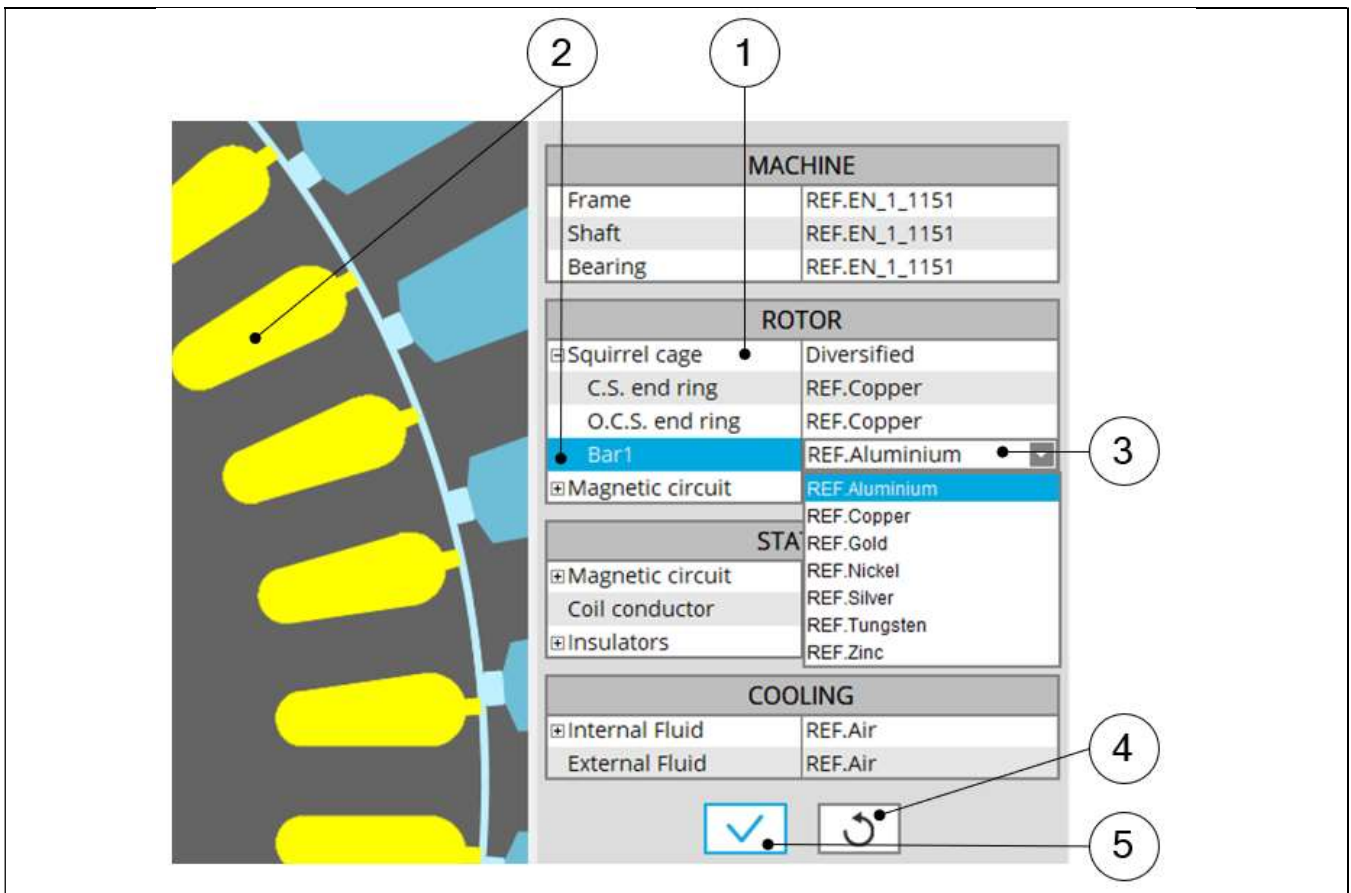 2
1
MACHINE
Frame REF.EN_1_1151
Shaft REF.EN_1_1151
Bearing REF.EN_1_1151
ROTOR
Squirrel cage Diversified
C.S. end ring REF.Copper
O.C.S. end ring REF.Copper
Bar1 REF.Aluminium
3
Magnetic circuit REF.Aluminium
REF.Copper
STA REF.Gold
Magnetic circuit REF.Nickel
Coil conductor REF.Silver
REF.Tungsten
Insulators REF.Zinc
COOLING
Internal Fluid REF.Air
External Fluid REF.Air
4
5